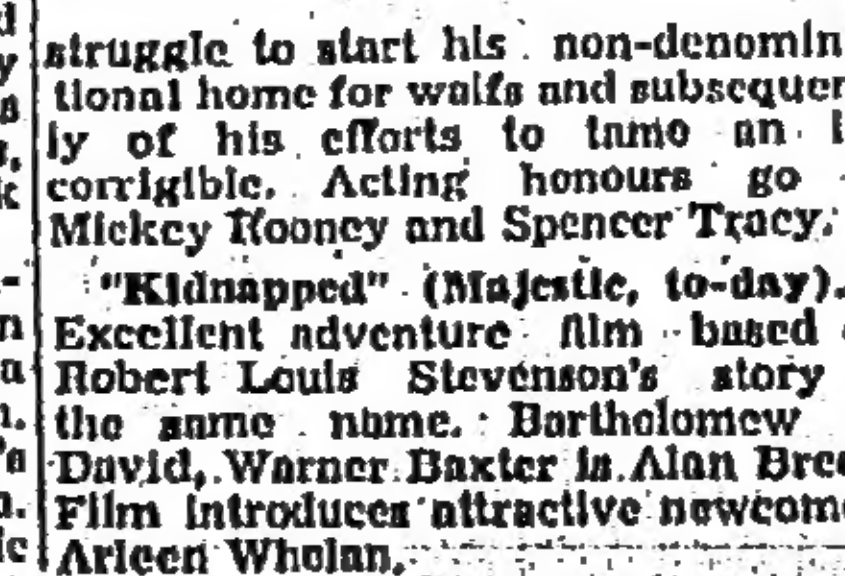 struggle to start his non-denomin
tional home for waifs and subsequen
ly of his efforts to tame an i
corrigible. Acting honours go
Mickey Rooney and Spencer Tracy.
"Kidnapped" (Majestic, to-day).
Excellent adventure film based
Robert Louis Stevenson's story
the same name. Bartholomew
David, Warner Baxter is Alan Bree
Film introduces attractive newcome
Arleen Whelan.